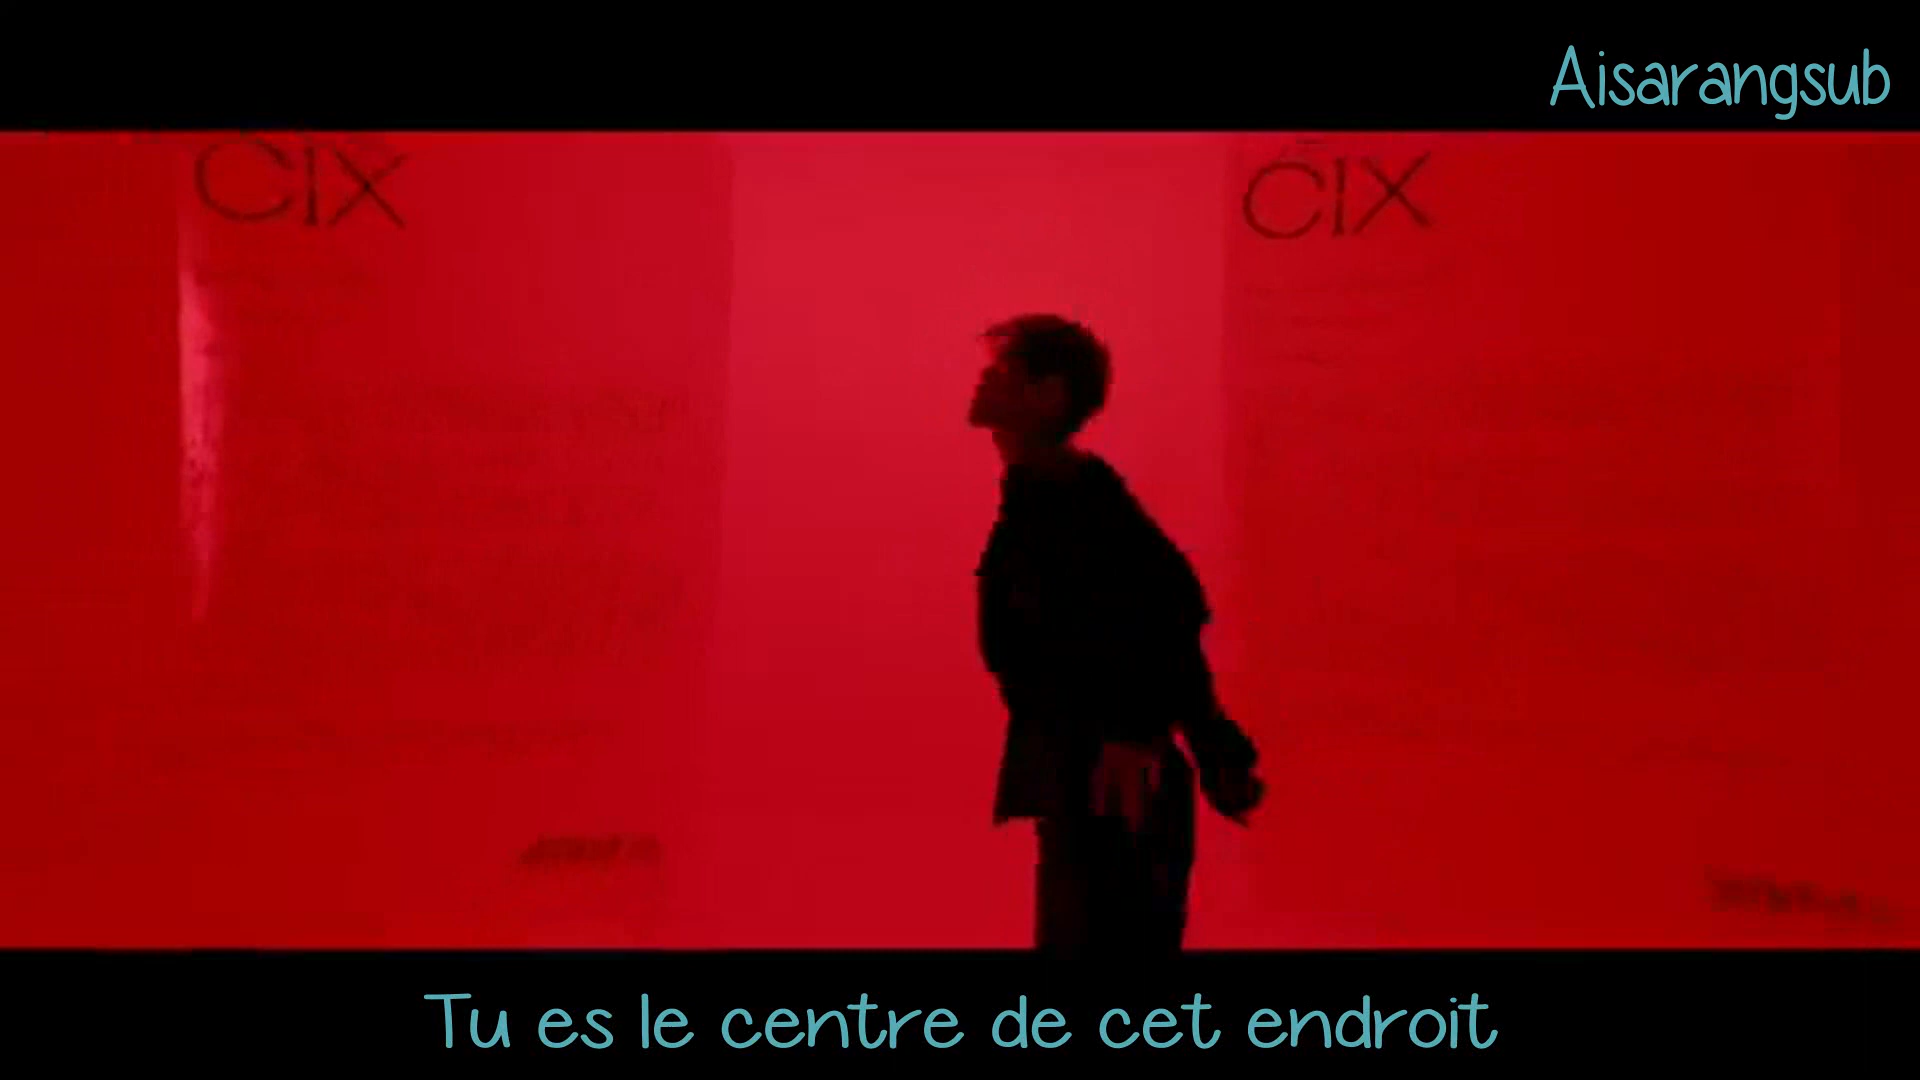 Aisarangsub
CIX
CIX
Tu es le centre de cet endroit